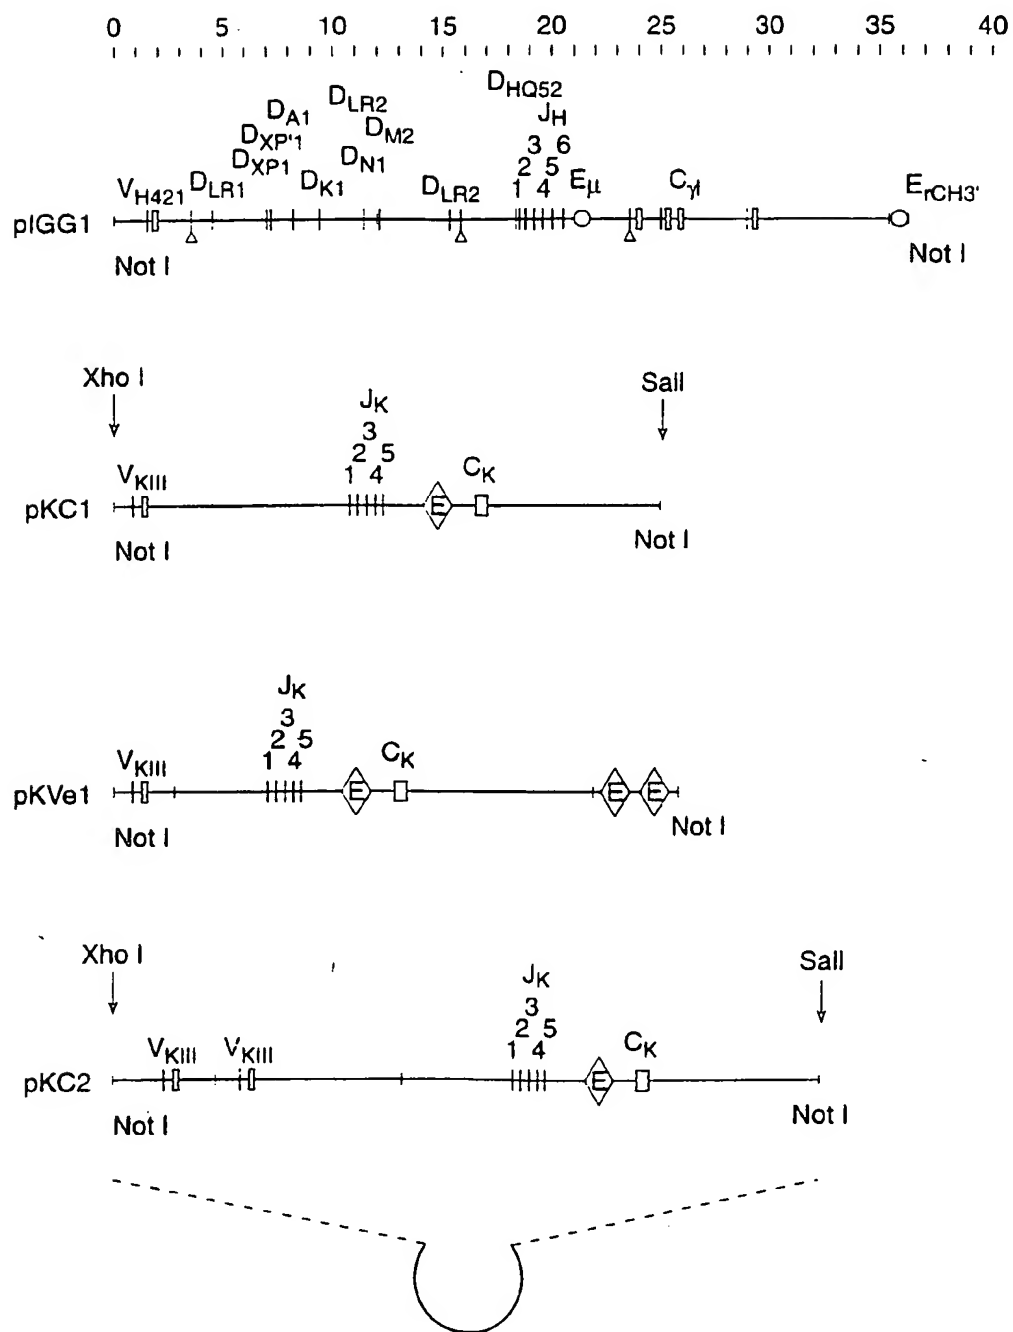 0 5 10 15 20 25 30 35 40
DHQ52
DLR2
DA1
JH
DM2
DXP'1
3 6
DN1
DXP1
2 5
VH421 DLR1 DK1 DLR2 1 4 Eμ CγI ErCH3'
pIGG1
Not I Not I
Xho I SalI
JK
3
2 5
VKIII 1 4 CK
E
pKC1
Not I Not I
JK
3
2 5
VKIII 1 4 CK
E E E
pKVe1
Not I Not I
Xho I SalI
JK
3
2 5
VKIII VKIII 1 4 CK
E
pKC2
Not I Not I